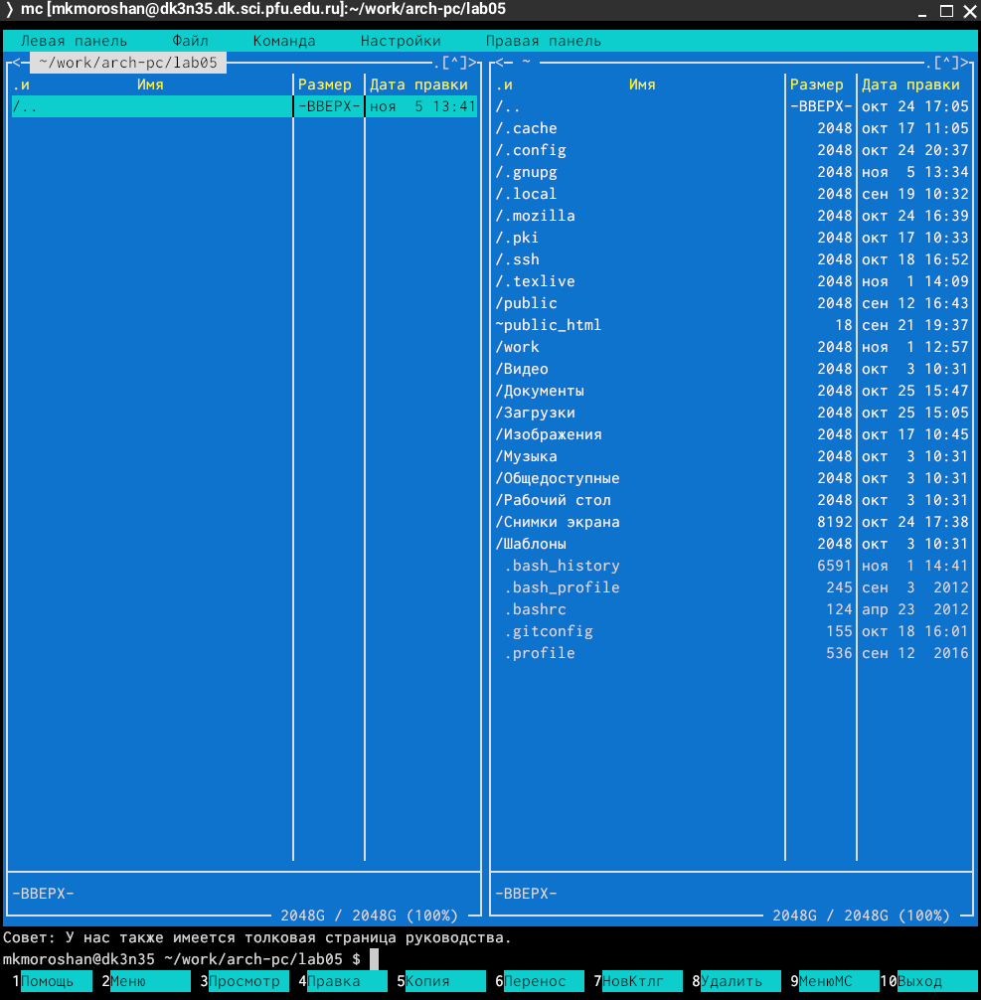 mc [mkmoroshan@dk3n35.dk.sci.pfu.edu.ru]:~/work/arch-pc/lab05
Левая панель Файл Команда Настройки Правая панель
<─ ~/work/arch-pc/lab05 .[^]>
.и Имя Размер Дата правки
/.. -ВВЕРХ- ноя 5 13:41
-ВВЕРХ-
2048G / 2048G (100%)
<─ ~ .[^]>
.и Имя Размер Дата правки
/.. -ВВЕРХ- окт 24 17:05
/.cache 2048 окт 17 11:05
/.config 2048 окт 24 20:37
/.gnupg 2048 ноя 5 13:34
/.local 2048 сен 19 10:32
/.mozilla 2048 окт 24 16:39
/.pki 2048 окт 17 10:33
/.ssh 2048 окт 18 16:52
/.texlive 2048 ноя 1 14:09
/public 2048 сен 12 16:43
~public_html 18 сен 21 19:37
/work 2048 ноя 1 12:57
/Видео 2048 окт 3 10:31
/Документы 2048 окт 25 15:47
/Загрузки 2048 окт 25 15:05
/Изображения 2048 окт 17 10:45
/Музыка 2048 окт 3 10:31
/Общедоступные 2048 окт 3 10:31
/Рабочий стол 2048 окт 3 10:31
/Снимки экрана 8192 окт 24 17:38
/Шаблоны 2048 окт 3 10:31
.bash_history 6591 ноя 1 14:41
.bash_profile 245 сен 3 2012
.bashrc 124 апр 23 2012
.gitconfig 155 окт 18 16:01
.profile 536 сен 12 2016
-ВВЕРХ-
2048G / 2048G (100%)
Совет: У нас также имеется толковая страница руководства.
mkmoroshan@dk3n35 ~/work/arch-pc/lab05 $
1Помощь 2Меню 3Просмотр 4Правка 5Копия 6Перенос 7НовКтлг 8Удалить 9МенюMC 10Выход